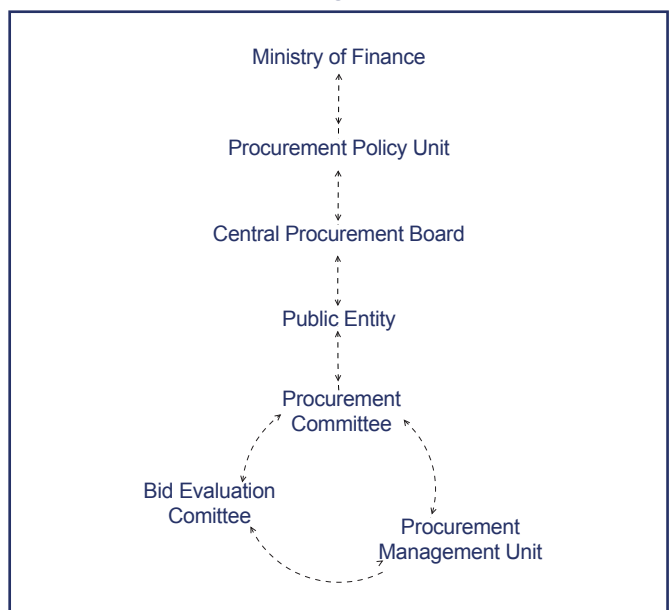 Ministry of Finance
Procurement Policy Unit
Central Procurement Board
Public Entity
Procurement
Committee
Bid Evaluation
Comittee
Procurement
Management Unit